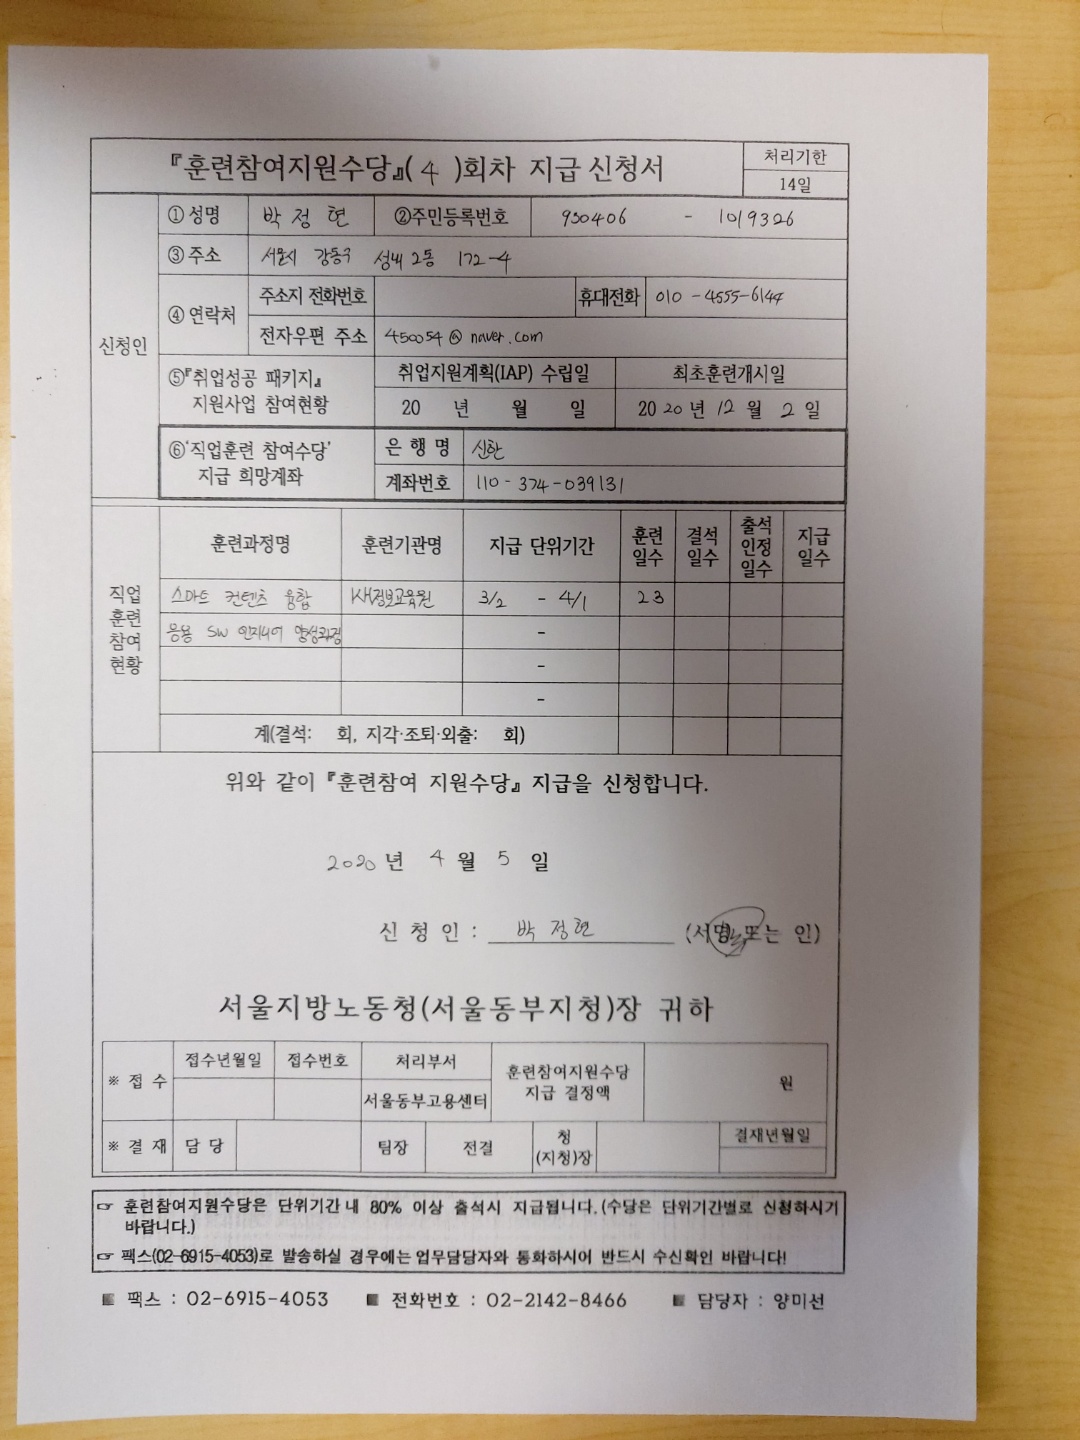 『훈련참여지원수당』( 4 )회차 지급 신청서
처리기한
14일
신청인
①성명 박정현 ②주민등록번호 930406 - 1019326
③주소 서울시 강동구 성내2동 172-4
④연락처 주소지 전화번호 휴대전화 010-4555-6144
전자우편 주소 450054@naver.com
⑤『취업성공 패키지』 지원사업 참여현황
취업지원계획(IAP) 수립일 최초훈련개시일
20 년 월 일 2020년 12월 2일
⑥'직업훈련 참여수당' 지급 희망계좌
은행명 신한
계좌번호 110-374-039131
직업 훈련 참여 현황
훈련과정명 훈련기관명 지급 단위기간 훈련일수 결석일수 출석인정일수 지급일수
스마트 컨텐츠 융합 KH정보교육원 3/2 - 4/1 23
응용 SW 엔지니어 양성과정 -
-
-
계(결석: 회, 지각·조퇴·외출: 회)
위와 같이 『훈련참여 지원수당』 지급을 신청합니다.
2020년 4월 5일
신청인 : 박정현 (서명 또는 인)
서울지방노동청(서울동부지청)장 귀하
※ 접수 접수년월일 접수번호 처리부서 훈련참여지원수당 지급 결정액 원
서울동부고용센터
※ 결재 담당 팀장 전결 청(지청)장 결재년월일
☞ 훈련참여지원수당은 단위기간 내 80% 이상 출석시 지급됩니다.(수당은 단위기간별로 신청하시기
바랍니다.)
☞ 팩스(02-6915-4053)로 발송하실 경우에는 업무담당자와 통화하시어 반드시 수신확인 바랍니다!
■ 팩스 : 02-6915-4053 ■ 전화번호 : 02-2142-8466 ■ 담당자 : 양미선